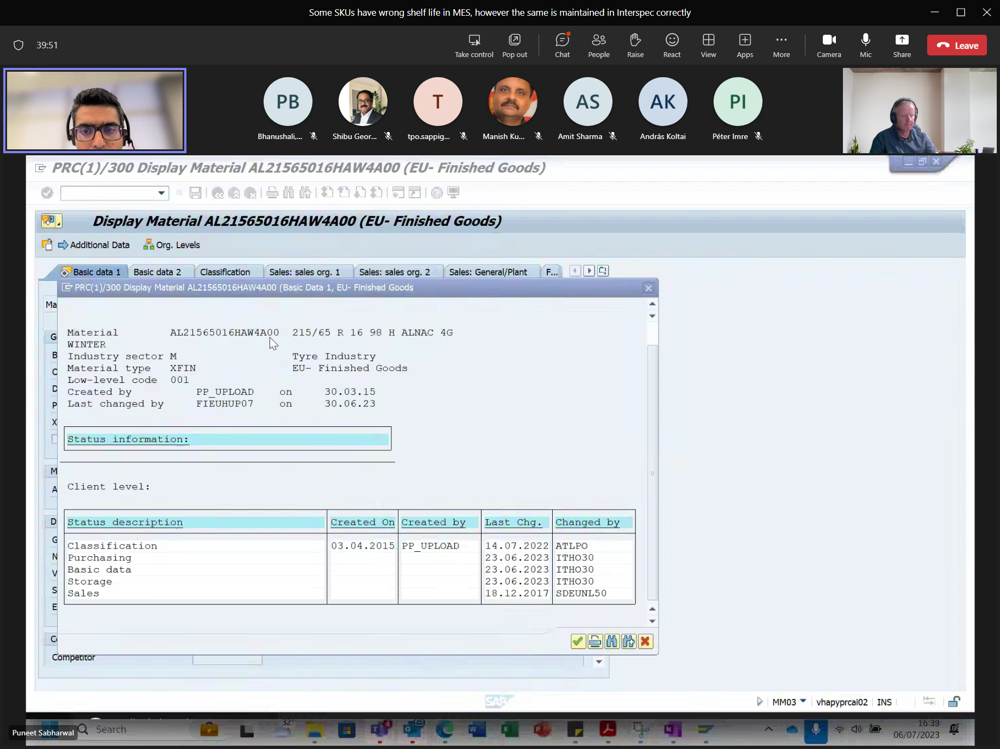 Some SKUs have wrong shelf life in MES, however the same is maintained in Interspec correctly
39:51
Take control
Pop out
Chat
People
Raise
React
View
Apps
More
Camera
Mic
Share
Leave
PB
T
AS
AK
PI
Bhanushali,...
Shibu Geor...
tpo.sappig...
Manish Ku...
Amit Sharma
András Koltai
Péter Imre
PRC(1)/300 Display Material AL21565016HAW4A00 (EU- Finished Goods)
Display Material AL21565016HAW4A00 (EU- Finished Goods)
Additional Data
Org. Levels
Basic data 1
Basic data 2
Classification
Sales: sales org. 1
Sales: sales org. 2
Sales: General/Plant
F...
PRC(1)/300 Display Material AL21565016HAW4A00 (Basic Data 1, EU- Finished Goods
Ma
G
B
O
D
P
X
M
A
D
G
N
V
S
E
Material AL21565016HAW4A00 215/65 R 16 98 H ALNAC 4G
WINTER
Industry sector M Tyre Industry
Material type XFIN EU- Finished Goods
Low-level code 001
Created by PP_UPLOAD on 30.03.15
Last changed by FIEUHUP07 on 30.06.23
Status information:
Client level:
Status description Created On Created by Last Chg. Changed by
Classification 03.04.2015 PP_UPLOAD 14.07.2022 ATLPO
Purchasing 23.06.2023 ITHO30
Basic data 23.06.2023 ITHO30
Storage 23.06.2023 ITHO30
Sales 18.12.2017 SDEUNL50
Competitor
SAP
MM03
vhapyprcai02
INS
Puneet Sabharwal
Search
32°
16:39
06/07/2023